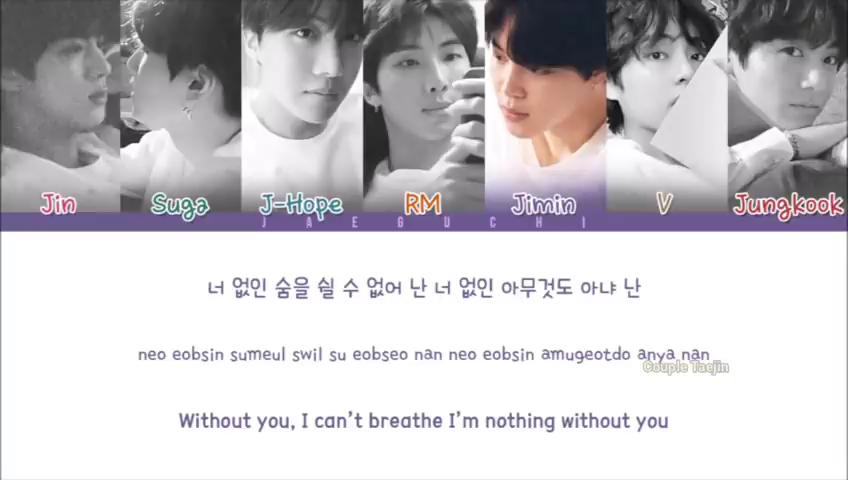 Jin Suga J-Hope RM Jimin V Jungkook
JAEGUCHI
너 없인 숨을 쉴 수 없어 난 너 없인 아무것도 아냐 난
neo eobsin sumeul swil su eobseo nan neo eobsin amugeotdo anya nan
Couple Taejin
Without you, I can't breathe I'm nothing without you